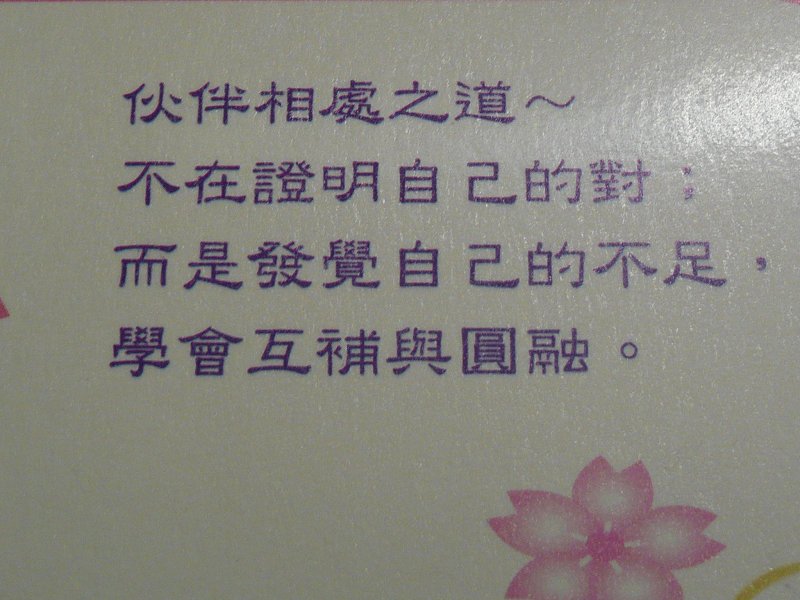 伙伴相處之道～
不在證明自己的對；
而是發覺自己的不足，
學會互補與圓融。